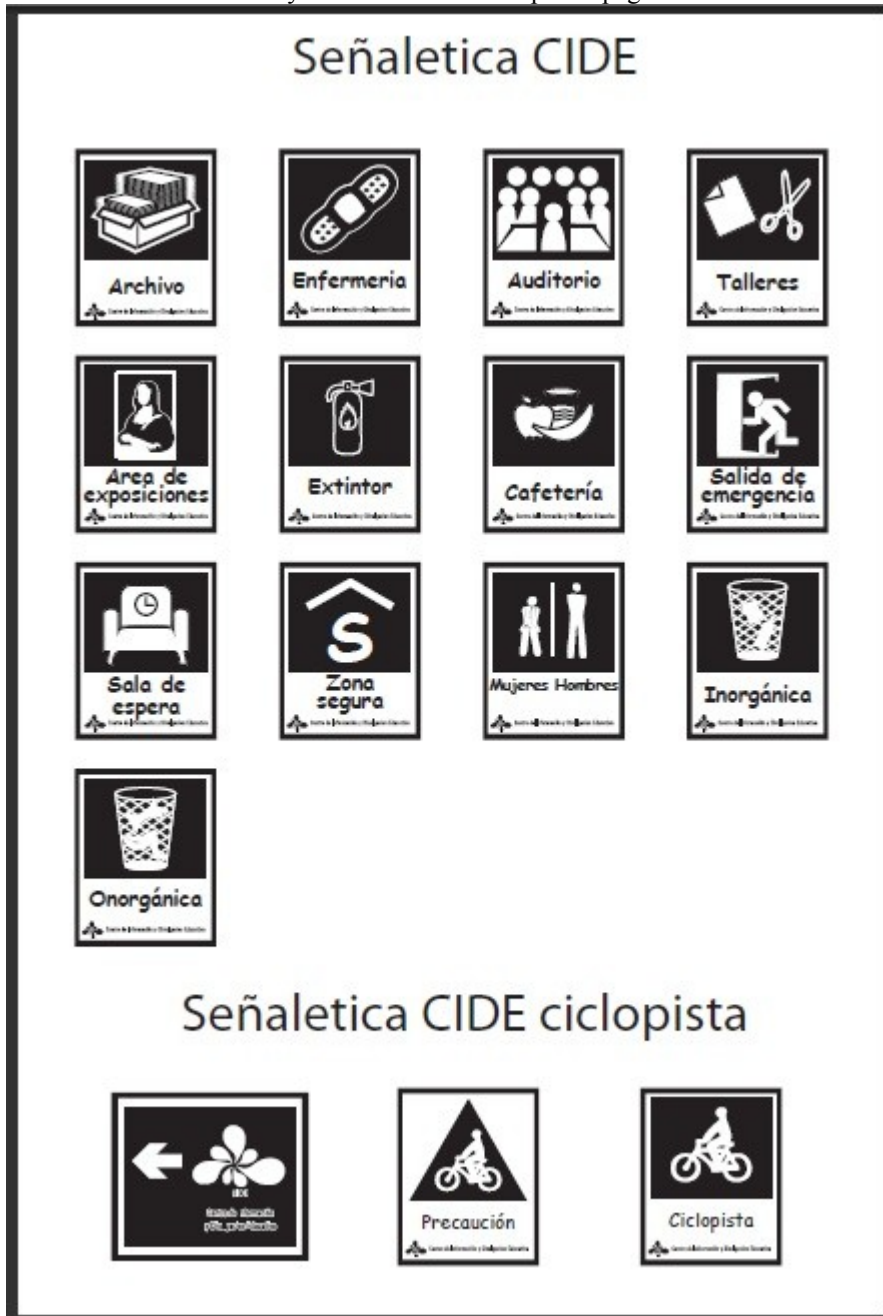 Señaletica CIDE
Archivo
Enfermeria
Auditorio
Talleres
Area de
exposiciones
Extintor
Cafetería
Salida de
emergencia
Sala de
espera
S
Zona
segura
Mujeres Hombres
Inorgánica
Onorgánica
Señaletica CIDE ciclopista
Precaución
Ciclopista